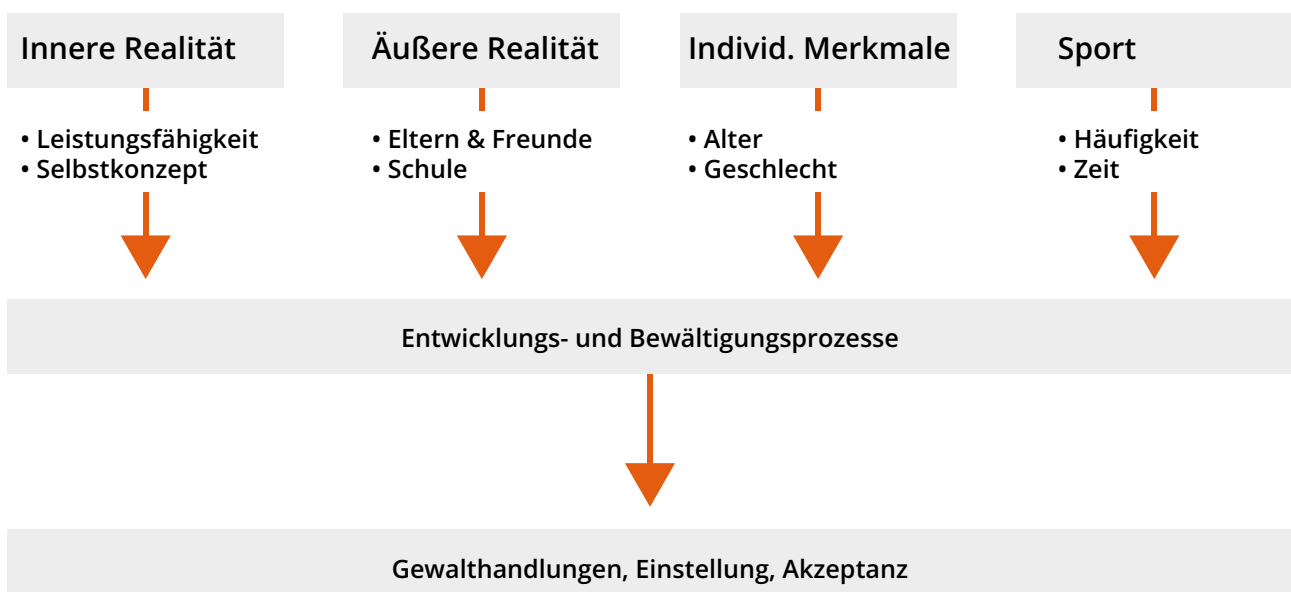 Innere Realität
• Leistungsfähigkeit
• Selbstkonzept
Äußere Realität
• Eltern & Freunde
• Schule
Individ. Merkmale
• Alter
• Geschlecht
Sport
• Häufigkeit
• Zeit
Entwicklungs- und Bewältigungsprozesse
Gewalthandlungen, Einstellung, Akzeptanz